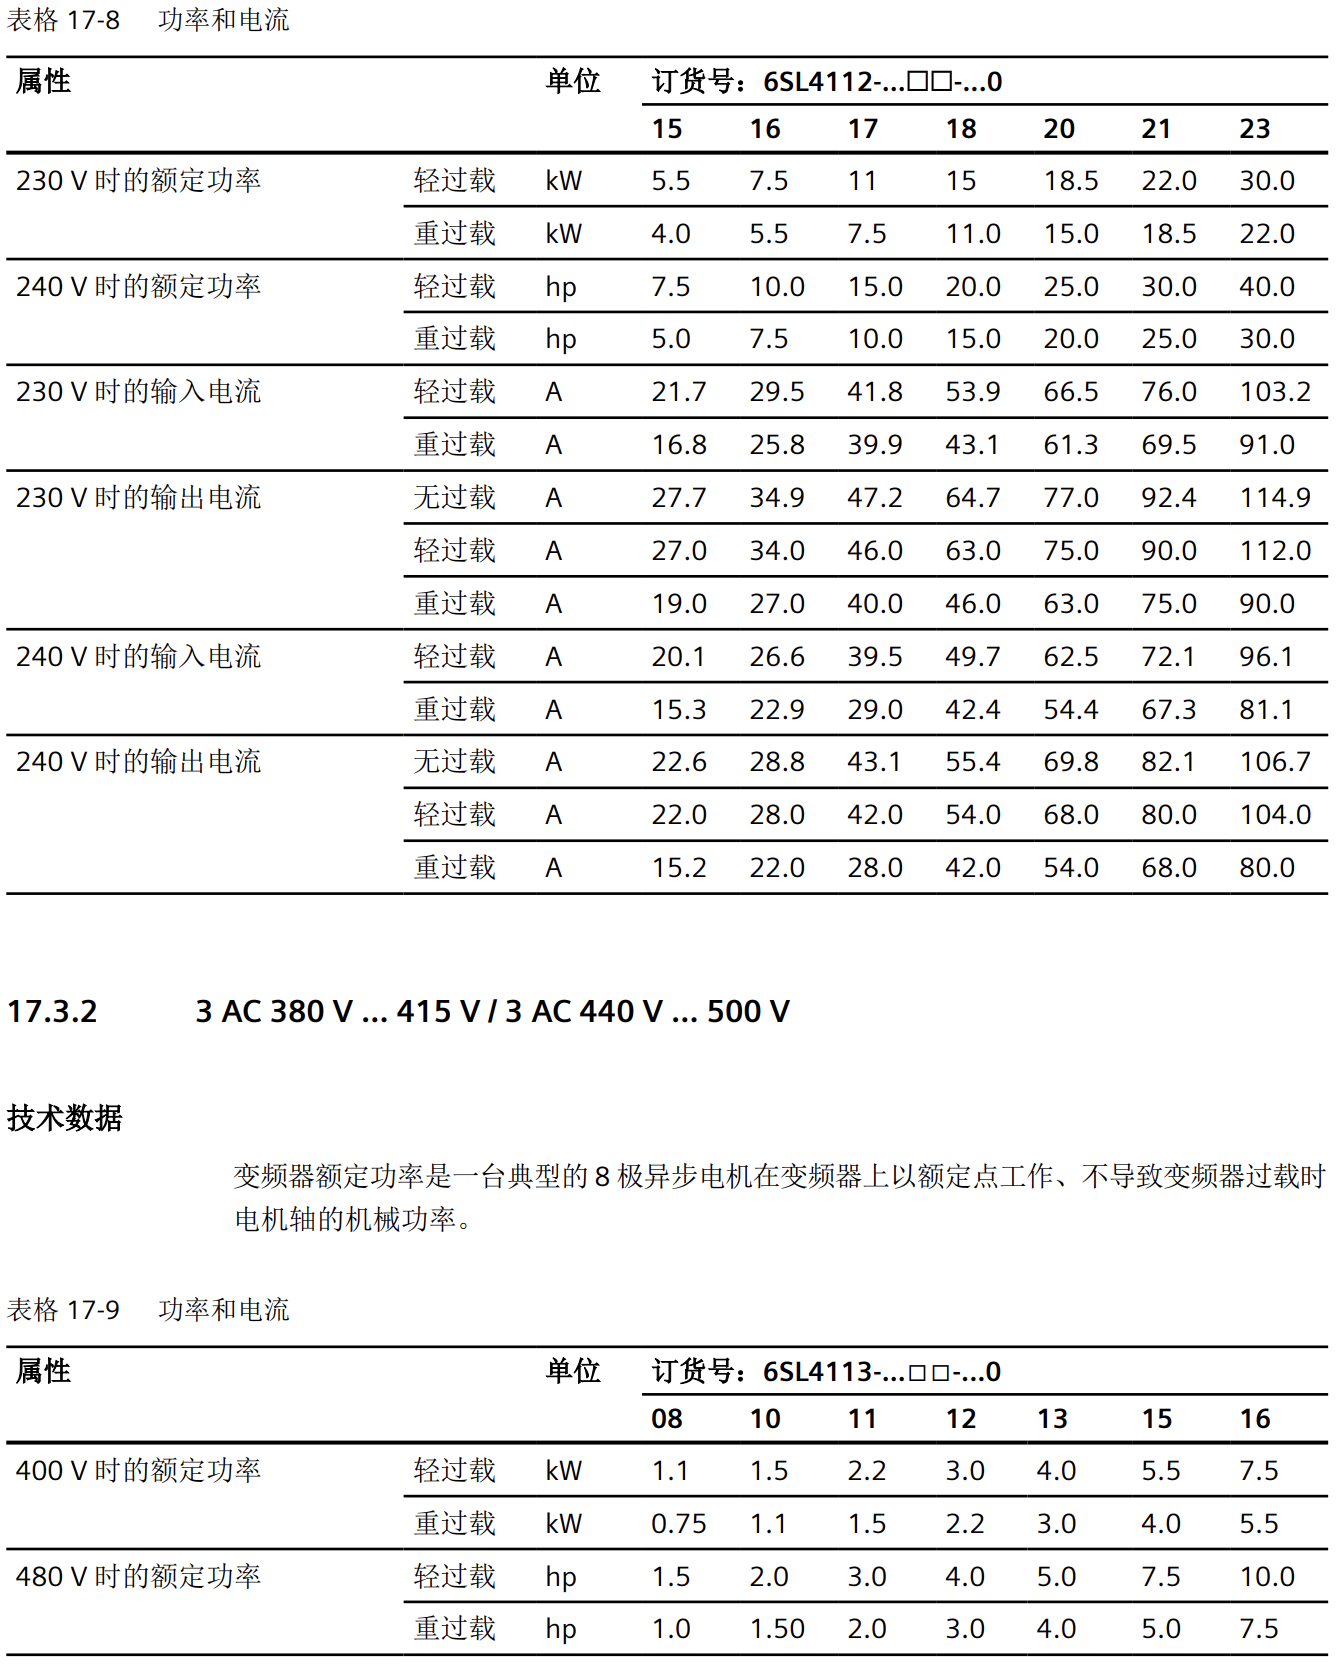 表格 17-8 功率和电流
属性 单位 订货号：6SL4112-...□□-...0
15 16 17 18 20 21 23
230 V 时的额定功率 轻过载 kW 5.5 7.5 11 15 18.5 22.0 30.0
重过载 kW 4.0 5.5 7.5 11.0 15.0 18.5 22.0
240 V 时的额定功率 轻过载 hp 7.5 10.0 15.0 20.0 25.0 30.0 40.0
重过载 hp 5.0 7.5 10.0 15.0 20.0 25.0 30.0
230 V 时的输入电流 轻过载 A 21.7 29.5 41.8 53.9 66.5 76.0 103.2
重过载 A 16.8 25.8 39.9 43.1 61.3 69.5 91.0
230 V 时的输出电流 无过载 A 27.7 34.9 47.2 64.7 77.0 92.4 114.9
轻过载 A 27.0 34.0 46.0 63.0 75.0 90.0 112.0
重过载 A 19.0 27.0 40.0 46.0 63.0 75.0 90.0
240 V 时的输入电流 轻过载 A 20.1 26.6 39.5 49.7 62.5 72.1 96.1
重过载 A 15.3 22.9 29.0 42.4 54.4 67.3 81.1
240 V 时的输出电流 无过载 A 22.6 28.8 43.1 55.4 69.8 82.1 106.7
轻过载 A 22.0 28.0 42.0 54.0 68.0 80.0 104.0
重过载 A 15.2 22.0 28.0 42.0 54.0 68.0 80.0
17.3.2 3 AC 380 V ... 415 V / 3 AC 440 V ... 500 V
技术数据
变频器额定功率是一台典型的 8 极异步电机在变频器上以额定点工作、不导致变频器过载时
电机轴的机械功率。
表格 17-9 功率和电流
属性 单位 订货号：6SL4113-...□□-...0
08 10 11 12 13 15 16
400 V 时的额定功率 轻过载 kW 1.1 1.5 2.2 3.0 4.0 5.5 7.5
重过载 kW 0.75 1.1 1.5 2.2 3.0 4.0 5.5
480 V 时的额定功率 轻过载 hp 1.5 2.0 3.0 4.0 5.0 7.5 10.0
重过载 hp 1.0 1.50 2.0 3.0 4.0 5.0 7.5